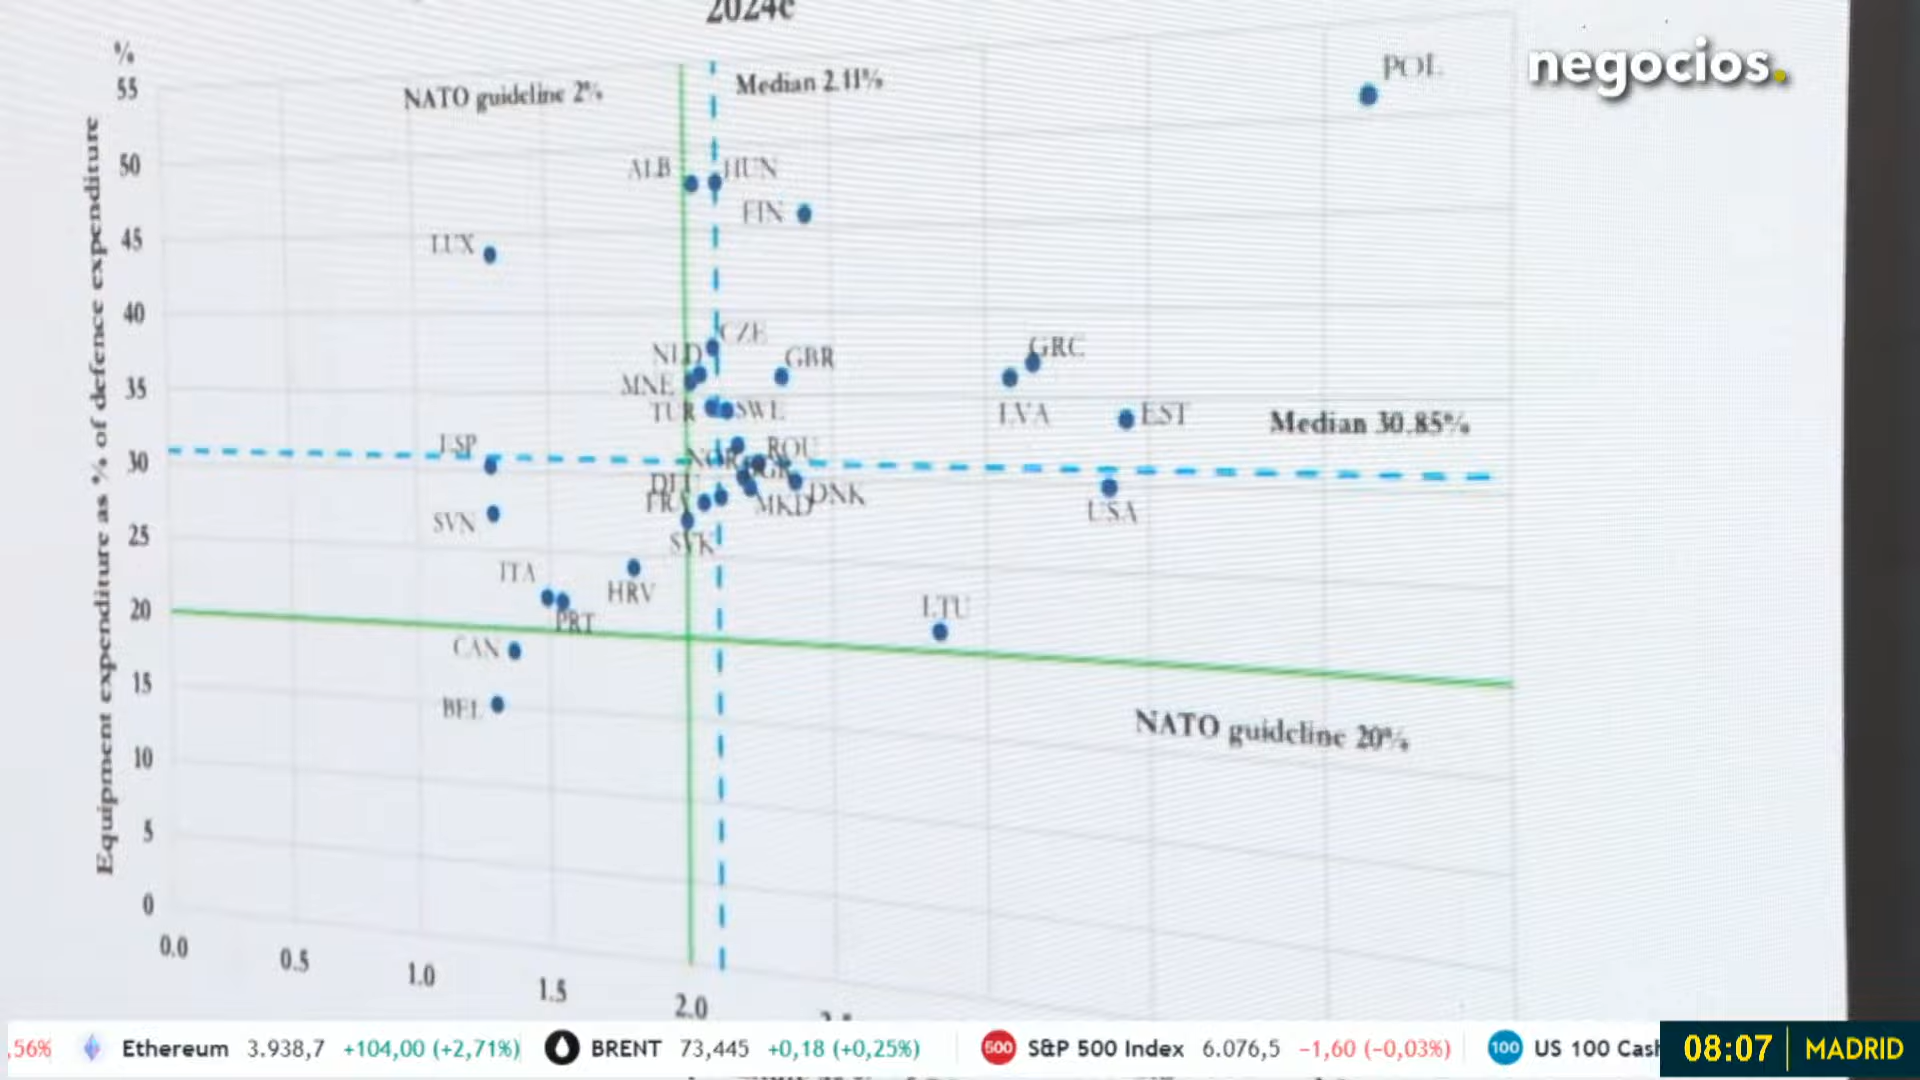 2024e
%
55
50
45
40
35
30
25
20
15
10
5
0
Equipment expenditure as % of defence expenditure
NATO guideline 2%
Median 2.11%
POL
negocios.
ALB
HUN
FIN
LUX
CZE
NLD
GBR
GRC
MNE
TUR
SWE
LVA
EST
Median 30.85%
ESP
NOR
ROU
DEU
FRA
MKD
DNK
USA
SVN
SVK
ITA
HRV
PRT
LTU
CAN
BEL
NATO guideline 20%
0.0
0.5
1.0
1.5
2.0
,56%
Ethereum 3.938,7 +104,00 (+2,71%)
BRENT 73,445 +0,18 (+0,25%)
500 S&P 500 Index 6.076,5 −1,60 (−0,03%)
100 US 100 Cash
08:07 MADRID